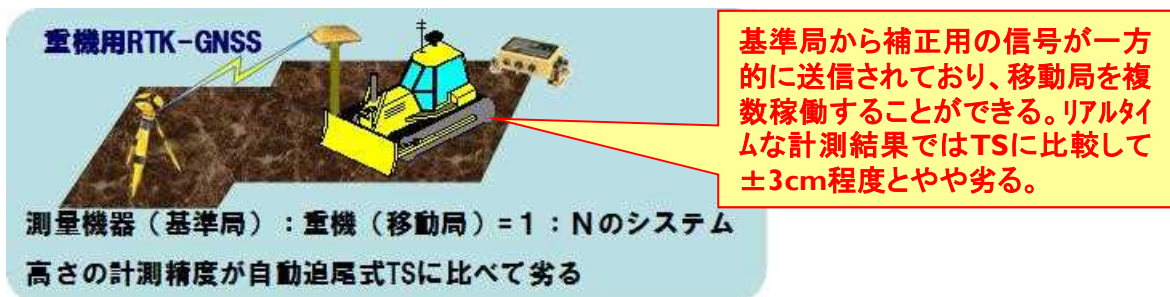 重機用RTK-GNSS
基準局から補正用の信号が一方
的に送信されており、移動局を複
数稼働することができる。リアルタイ
ムな計測結果ではTSに比較して
±3cm程度とやや劣る。
測量機器（基準局）：重機（移動局）=１：Ｎのシステム
高さの計測精度が自動追尾式TSに比べて劣る